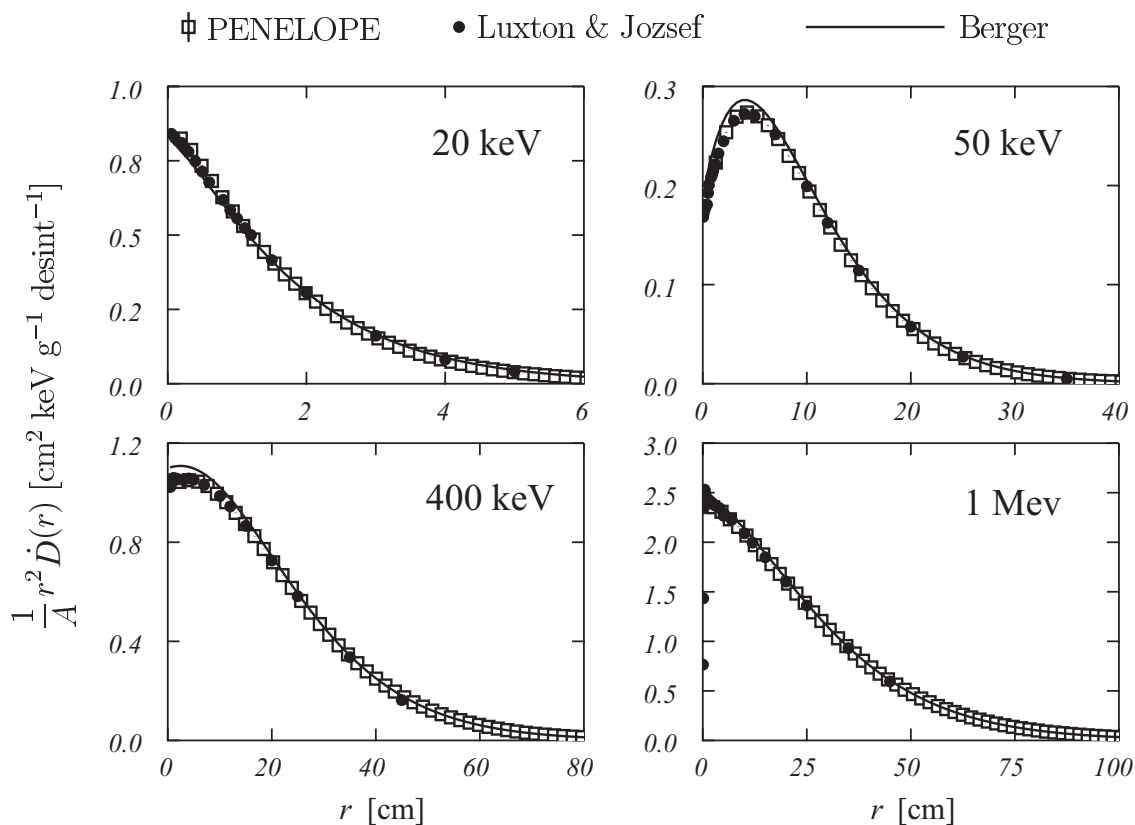 PENELOPE Luxton & Jozsef Berger
1.0 0.8 0.5 0.2 0.0
20 keV
0 2 4 6
0.3 0.2 0.1 0.0
50 keV
0 10 20 30 40
1.2 0.8 0.4 0.0
400 keV
0 20 40 60 80
r [cm]
3.0 2.5 2.0 1.5 1.0 0.5 0.0
1 Mev
0 25 50 75 100
r [cm]
1/A r² Ḋ(r) [cm² keV g⁻¹ desint⁻¹]